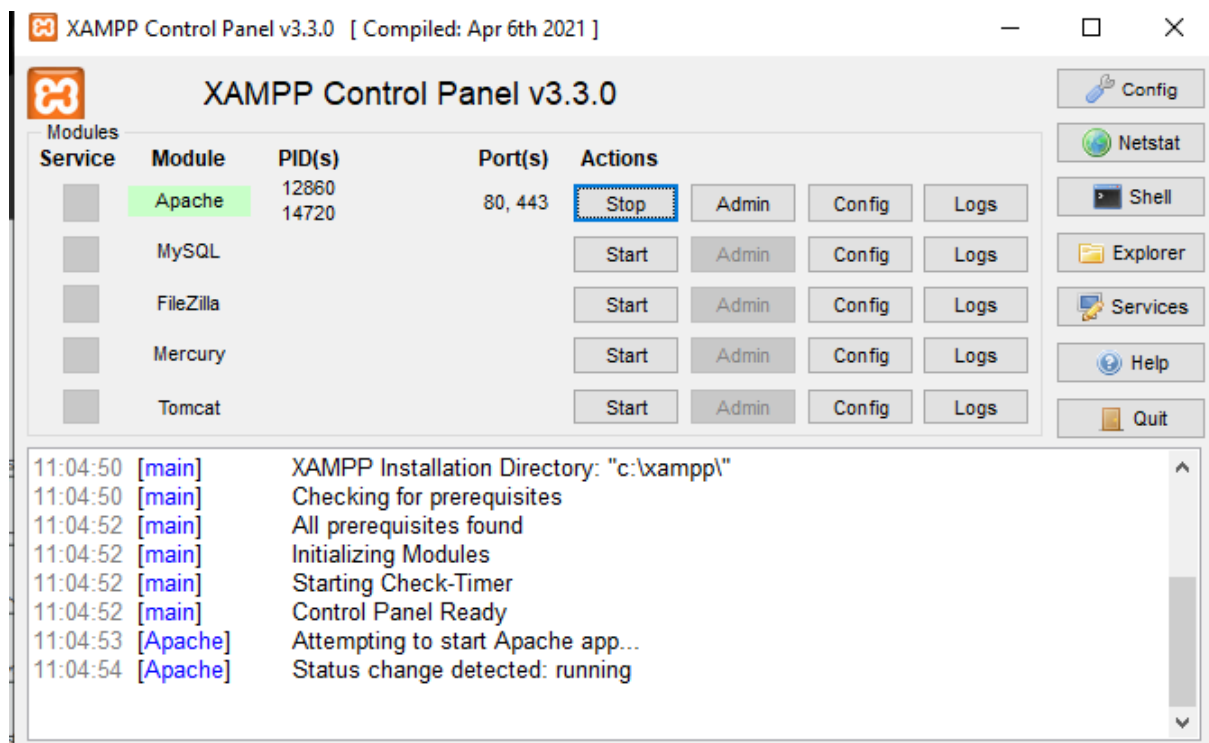 XAMPP Control Panel v3.3.0 [ Compiled: Apr 6th 2021 ]
XAMPP Control Panel v3.3.0
Config
Modules
Netstat
Service Module PID(s) Port(s) Actions
Apache 12860 14720 80, 443 Stop Admin Config Logs
Shell
MySQL Start Admin Config Logs
Explorer
FileZilla Start Admin Config Logs
Services
Mercury Start Admin Config Logs
Help
Tomcat Start Admin Config Logs
Quit
11:04:50 [main] XAMPP Installation Directory: "c:\xampp\"
11:04:50 [main] Checking for prerequisites
11:04:52 [main] All prerequisites found
11:04:52 [main] Initializing Modules
11:04:52 [main] Starting Check-Timer
11:04:52 [main] Control Panel Ready
11:04:53 [Apache] Attempting to start Apache app...
11:04:54 [Apache] Status change detected: running